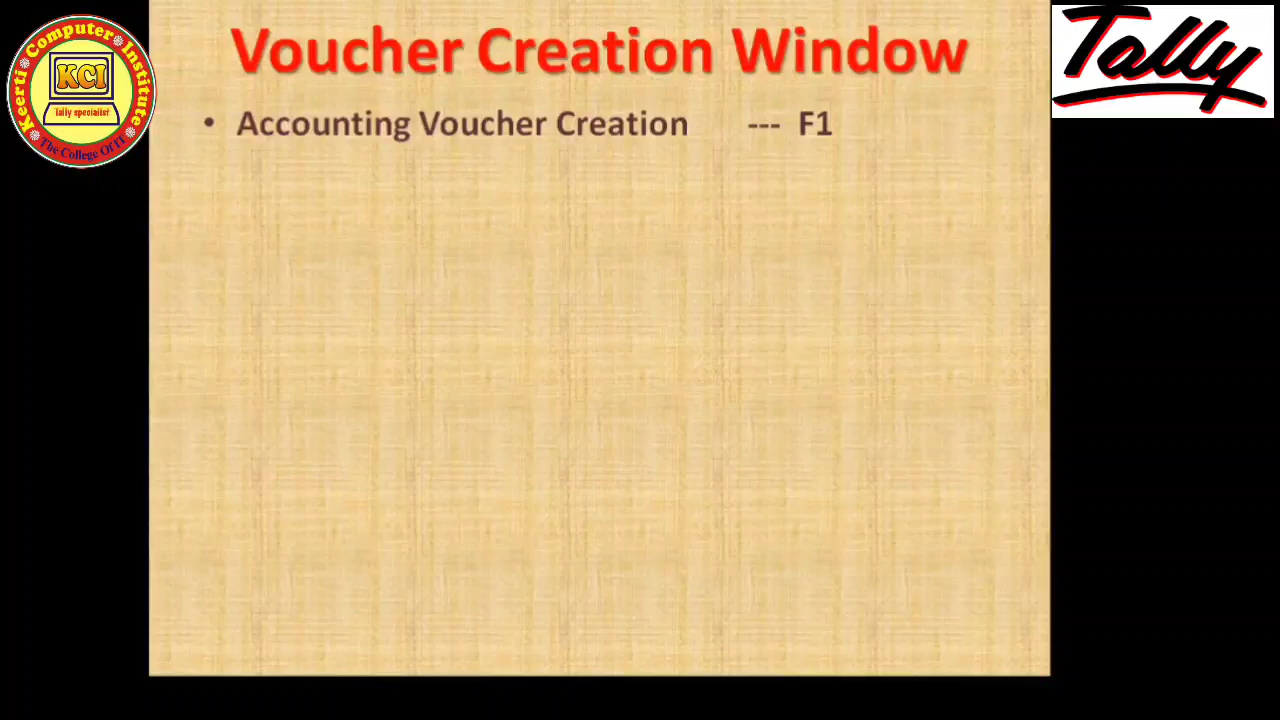 Voucher Creation Window
• Accounting Voucher Creation --- F1
Keerti Computer Institute
KCI
Tally specialist
The College Of IT
Tally